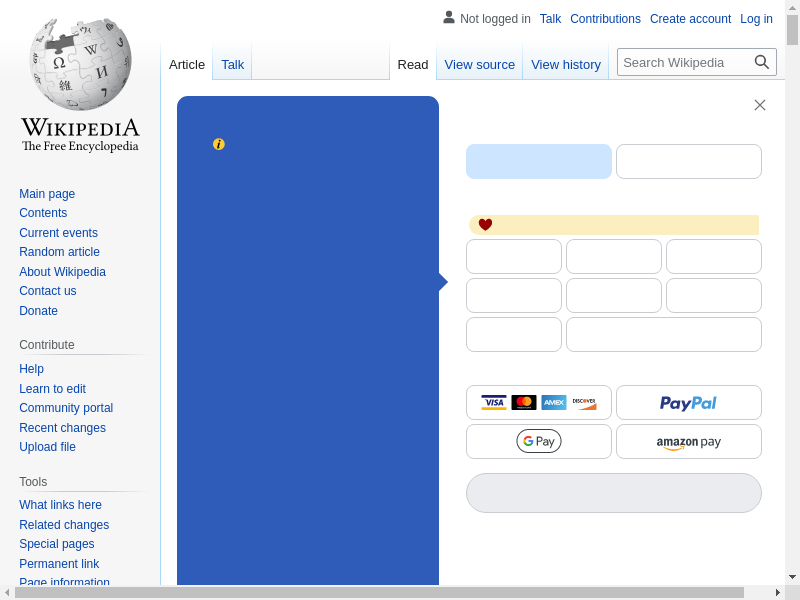 Not logged in Talk Contributions Create account Log in
Article Talk Read View source View history Search Wikipedia
WIKIPEDIA
The Free Encyclopedia
Main page
Contents
Current events
Random article
About Wikipedia
Contact us
Donate
Contribute
Help
Learn to edit
Community portal
Recent changes
Upload file
Tools
What links here
Related changes
Special pages
Permanent link
Page information
VISA AMEX DISCOVER PayPal
G Pay amazon pay